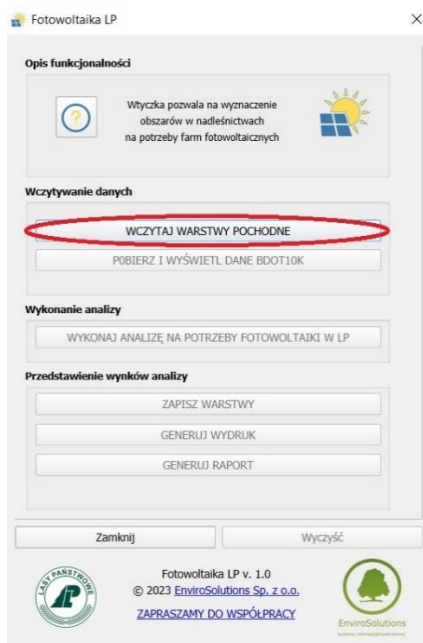 Fotowoltaika LP
Opis funkcjonalności
Wtyczka pozwala na wyznaczenie
obszarów w nadleśnictwach
na potrzeby farm fotowoltaicznych
Wczytywanie danych
WCZYTAJ WARSTWY POCHODNE
POBIERZ I WYŚWIETL DANE BDOT10K
Wykonanie analizy
WYKONAJ ANALIZĘ NA POTRZEBY FOTOWOLTAIKI W LP
Przedstawienie wynków analizy
ZAPISZ WARSTWY
GENERUJ WYDRUK
GENERUJ RAPORT
Zamknij
Wyczyść
LASY PAŃSTWOWE
Fotowoltaika LP v. 1.0
© 2023 EnviroSolutions Sp. z o.o.
ZAPRASZAMY DO WSPÓŁPRACY
EnviroSolutions